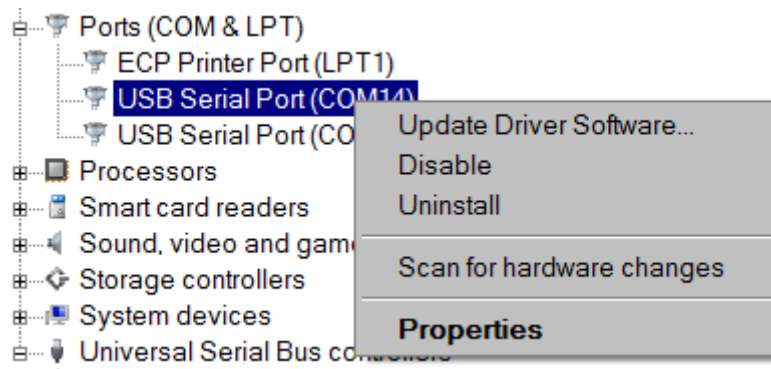 Ports (COM & LPT)
ECP Printer Port (LPT1)
USB Serial Port (COM14)
USB Serial Port (CO
Processors
Smart card readers
Sound, video and game
Storage controllers
System devices
Universal Serial Bus controllers
Update Driver Software...
Disable
Uninstall
Scan for hardware changes
Properties